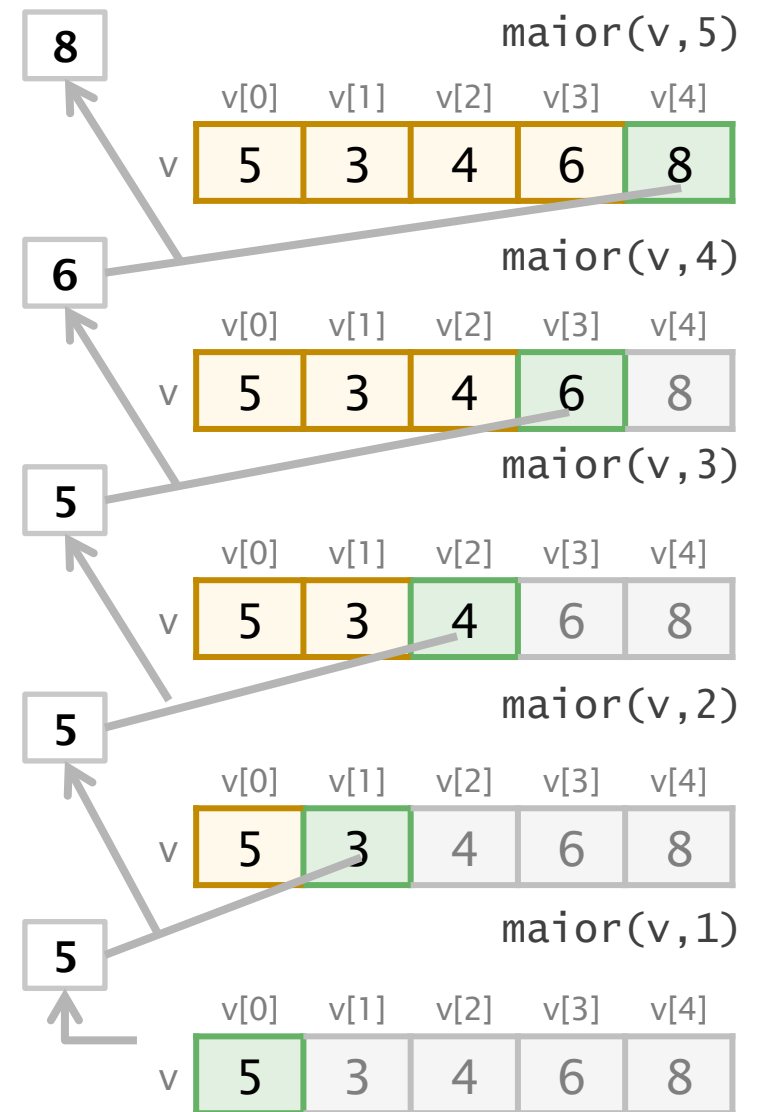 8 maior(v,5)
v[0] v[1] v[2] v[3] v[4]
v 5 3 4 6 8
6 maior(v,4)
v[0] v[1] v[2] v[3] v[4]
v 5 3 4 6 8
5 maior(v,3)
v[0] v[1] v[2] v[3] v[4]
v 5 3 4 6 8
5 maior(v,2)
v[0] v[1] v[2] v[3] v[4]
v 5 3 4 6 8
5 maior(v,1)
v[0] v[1] v[2] v[3] v[4]
v 5 3 4 6 8